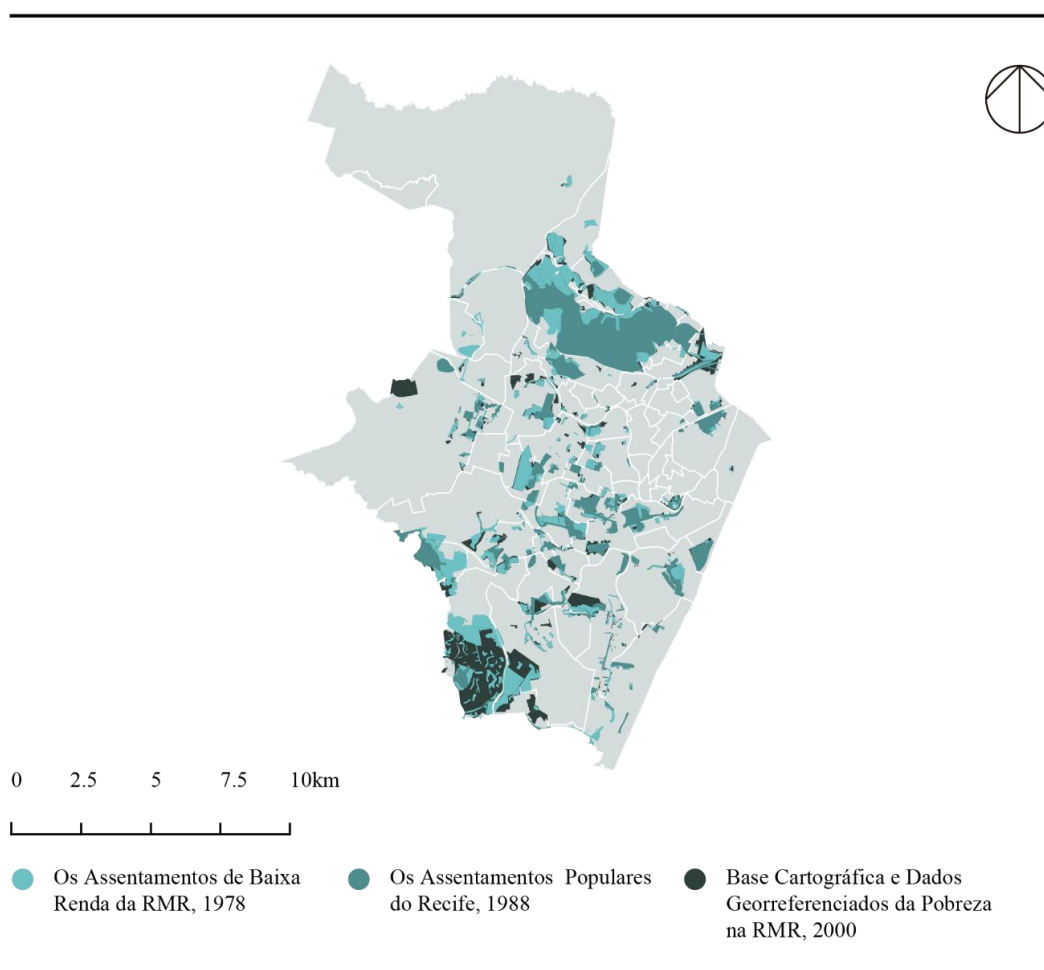 0 2.5 5 7.5 10km
Os Assentamentos de Baixa
Renda da RMR, 1978
Os Assentamentos Populares
do Recife, 1988
Base Cartográfica e Dados
Georreferenciados da Pobreza
na RMR, 2000